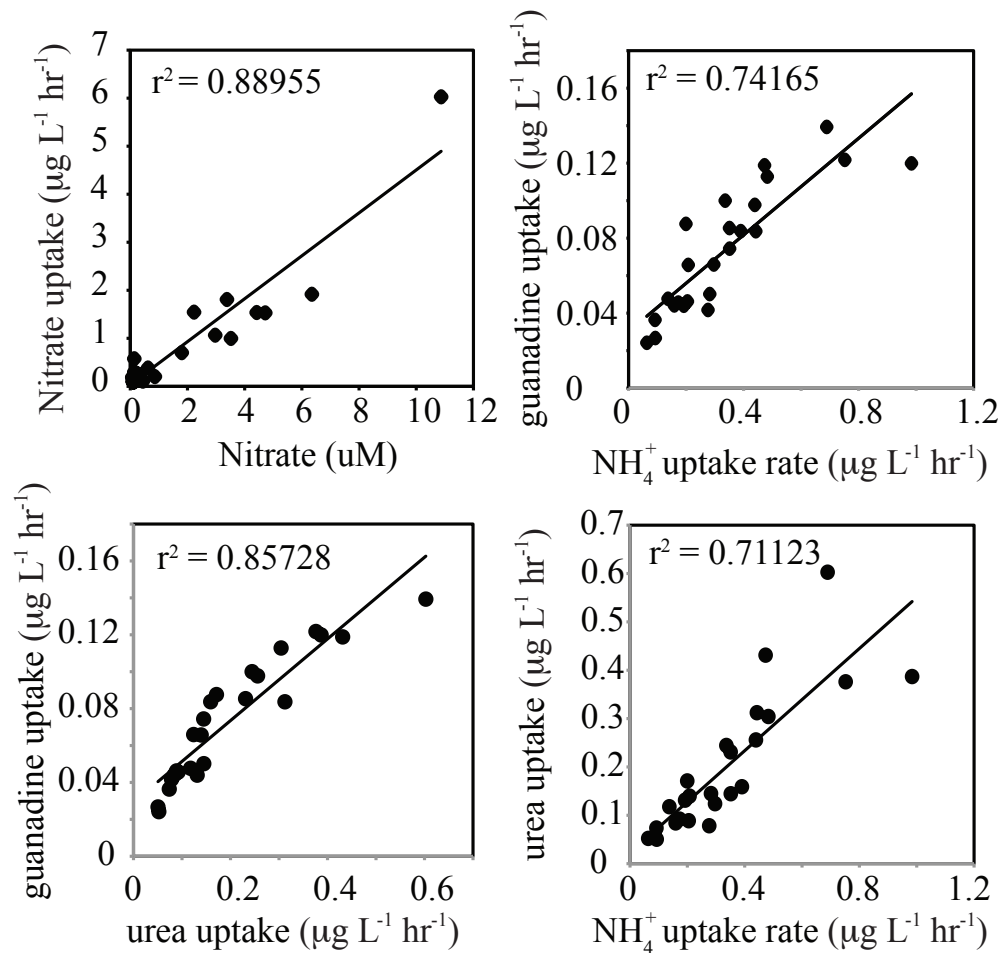 Nitrate uptake (µg L⁻¹ hr⁻¹)
7
6
5
4
3
2
1
0
r² = 0.88955
0 2 4 6 8 10 12
Nitrate (uM)
guanadine uptake (µg L⁻¹ hr⁻¹)
0.16
0.12
0.08
0.04
0
r² = 0.74165
0 0.4 0.8 1.2
NH₄⁺ uptake rate (µg L⁻¹ hr⁻¹)
guanadine uptake (µg L⁻¹ hr⁻¹)
0.16
0.12
0.08
0.04
0
r² = 0.85728
0 0.2 0.4 0.6
urea uptake (µg L⁻¹ hr⁻¹)
urea uptake (µg L⁻¹ hr⁻¹)
0.7
0.6
0.5
0.4
0.3
0.2
0.1
0
r² = 0.71123
0 0.4 0.8 1.2
NH₄⁺ uptake rate (µg L⁻¹ hr⁻¹)